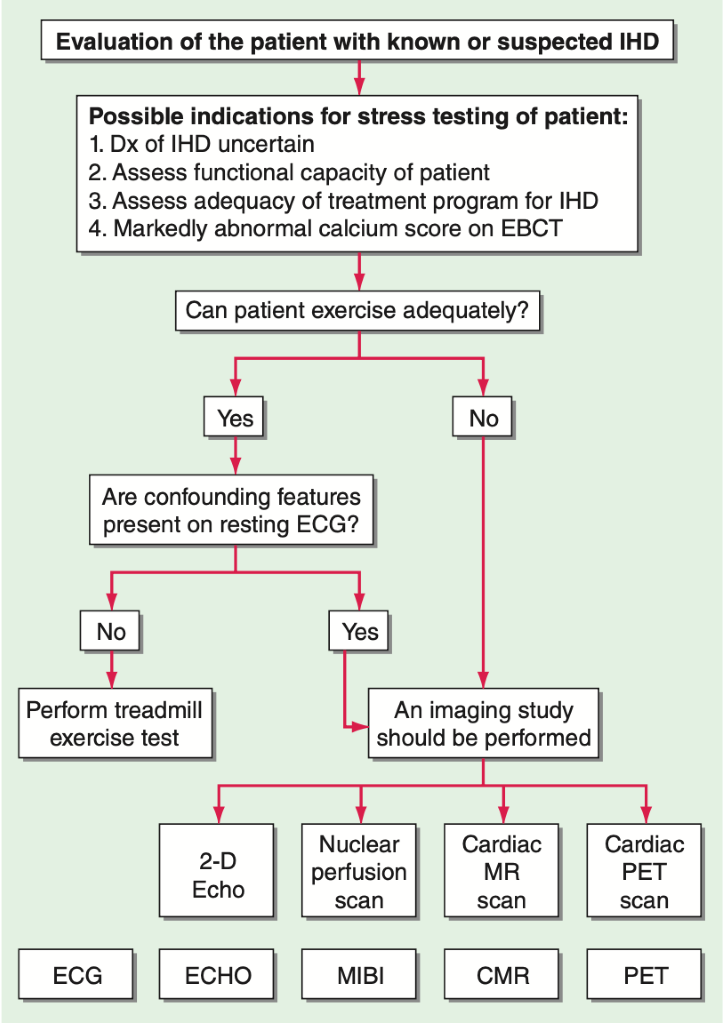 Evaluation of the patient with known or suspected IHD
Possible indications for stress testing of patient:
1. Dx of IHD uncertain
2. Assess functional capacity of patient
3. Assess adequacy of treatment program for IHD
4. Markedly abnormal calcium score on EBCT
Can patient exercise adequately?
Yes
No
Are confounding features
present on resting ECG?
No
Yes
Perform treadmill
exercise test
An imaging study
should be performed
2-D
Echo
Nuclear
perfusion
scan
Cardiac
MR
scan
Cardiac
PET
scan
ECG
ECHO
MIBI
CMR
PET